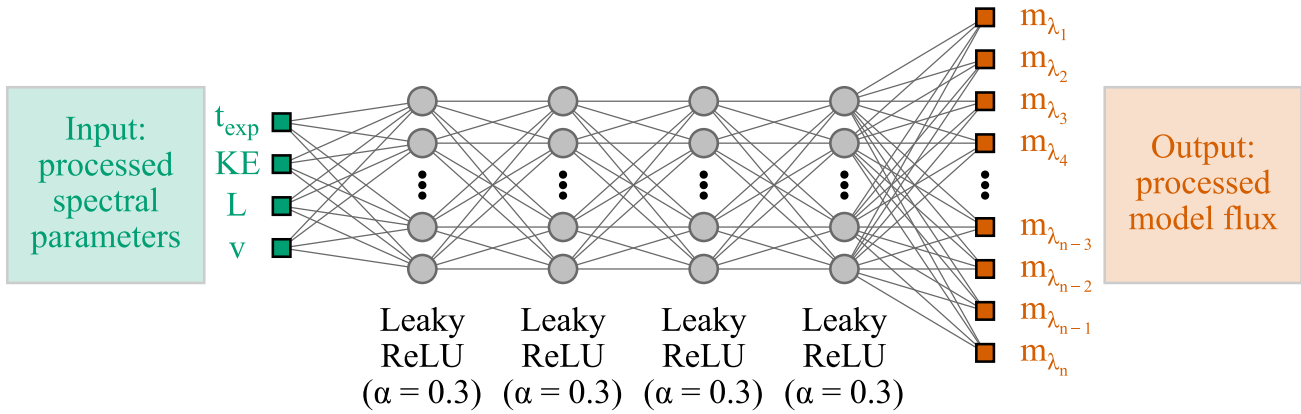 Input:
processed
spectral
parameters
t_exp
KE
L
v
Leaky
ReLU
(α = 0.3)
Leaky
ReLU
(α = 0.3)
Leaky
ReLU
(α = 0.3)
Leaky
ReLU
(α = 0.3)
m_λ₁
m_λ₂
m_λ₃
m_λ₄
m_λₙ₋₃
m_λₙ₋₂
m_λₙ₋₁
m_λₙ
Output:
processed
model flux